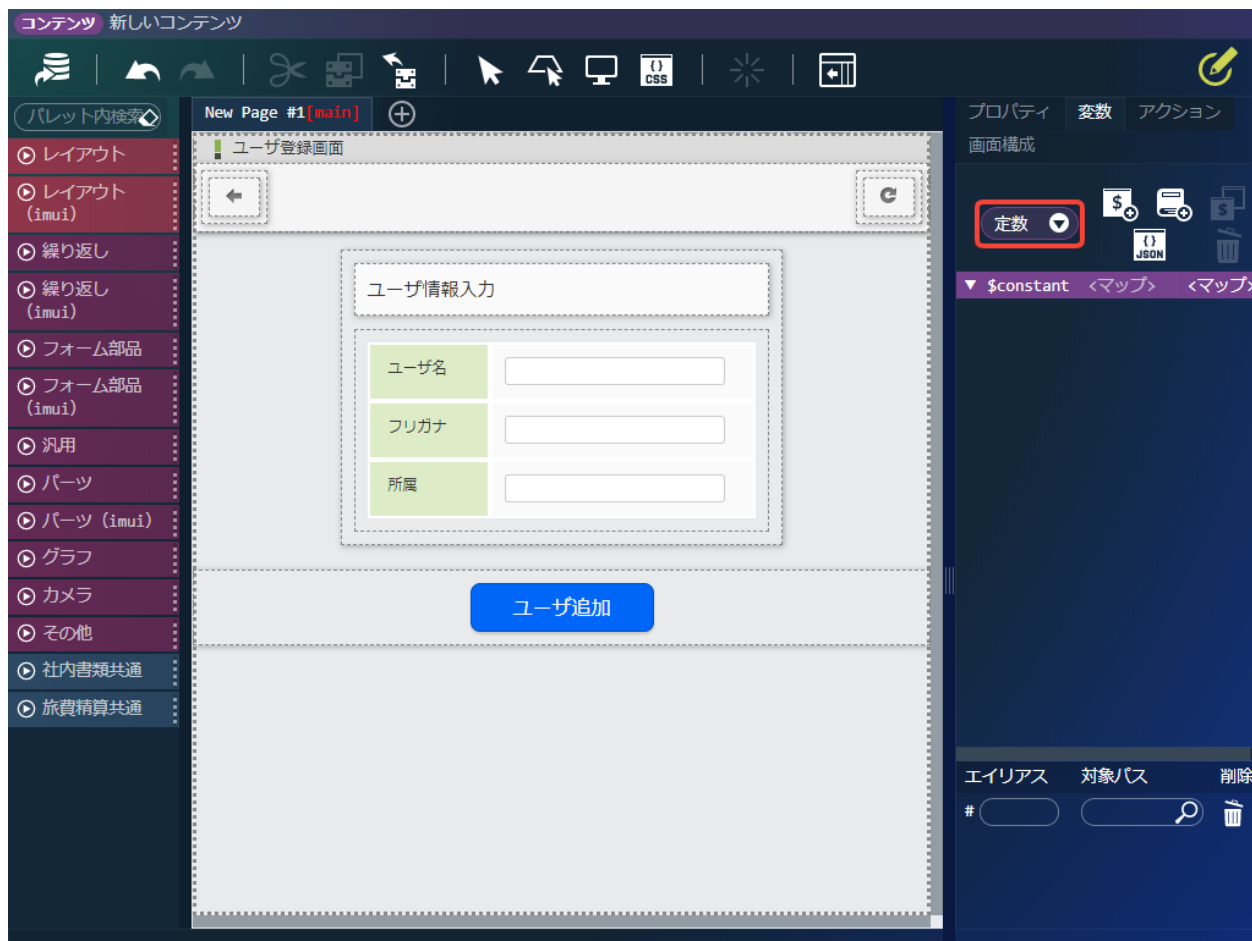 コンテンツ 新しいコンテンツ
{} CSS
パレット内検索
レイアウト
レイアウト
(imui)
繰り返し
繰り返し
(imui)
フォーム部品
フォーム部品
(imui)
汎用
パーツ
パーツ (imui)
グラフ
カメラ
その他
社内書類共通
旅費精算共通
New Page #1[main]
ユーザ登録画面
ユーザ情報入力
ユーザ名
フリガナ
所属
ユーザ追加
プロパティ 変数 アクション
画面構成
定数
$ $
{} JSON
▼ $constant <マップ> <マップ>
エイリアス 対象パス 削除
#